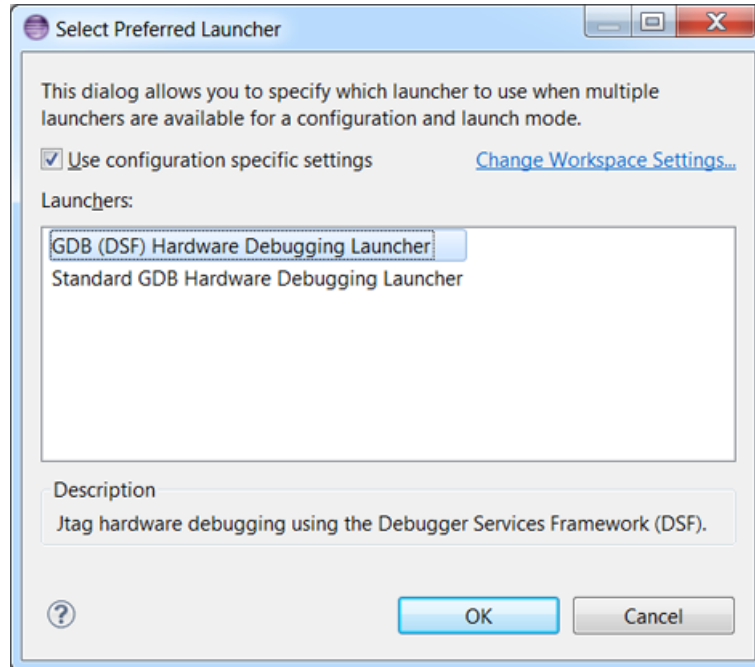 Select Preferred Launcher
This dialog allows you to specify which launcher to use when multiple
launchers are available for a configuration and launch mode.
Use configuration specific settings
Change Workspace Settings...
Launchers:
GDB (DSF) Hardware Debugging Launcher
Standard GDB Hardware Debugging Launcher
Description
Jtag hardware debugging using the Debugger Services Framework (DSF).
?
OK
Cancel